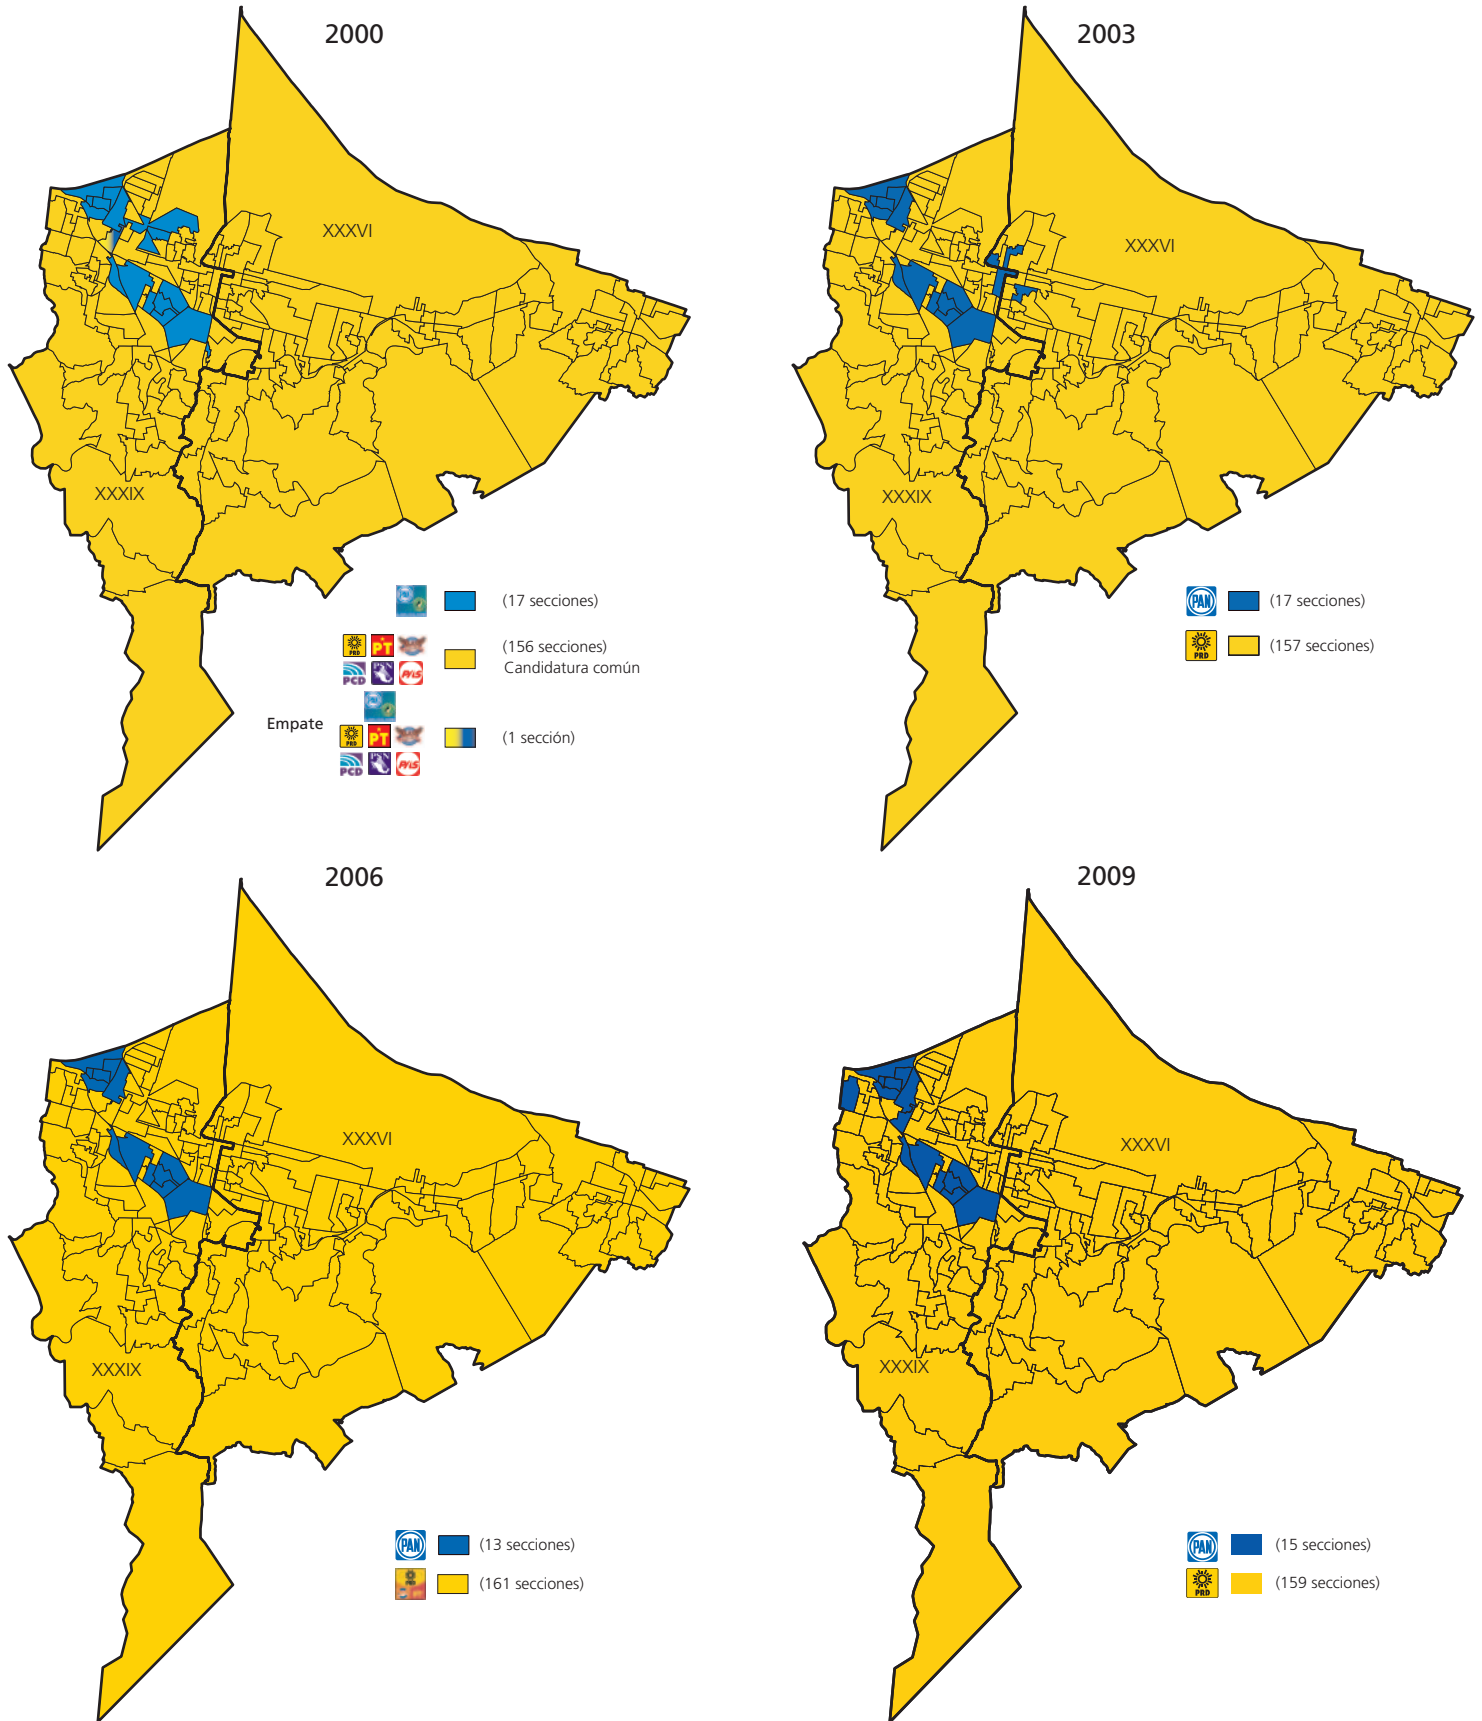 2000
XXXVI
XXXIX
(17 secciones)
PRD PT
(156 secciones)
Candidatura común
PCD PAS
Empate
PRD PT
(1 sección)
PCD PAS
2003
XXXVI
XXXIX
PAN (17 secciones)
PRD (157 secciones)
2006
XXXVI
XXXIX
PAN (13 secciones)
(161 secciones)
2009
XXXVI
XXXIX
PAN (15 secciones)
PRD (159 secciones)